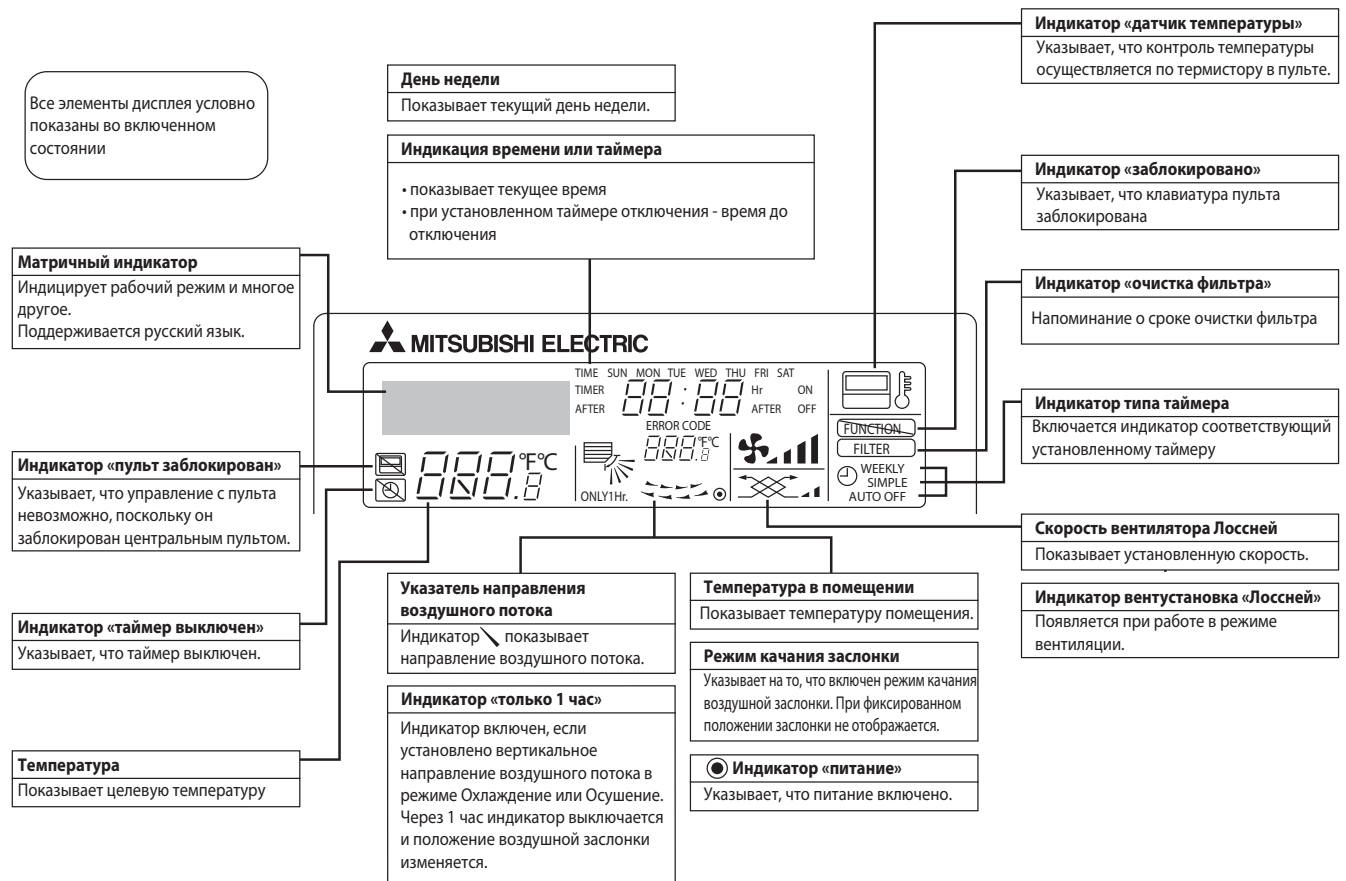 Все элементы дисплея условно
показаны во включенном
состоянии
День недели
Показывает текущий день недели.
Индикация времени или таймера
• показывает текущее время
• при установленном таймере отключения - время до
отключения
Индикатор «датчик температуры»
Указывает, что контроль температуры
осуществляется по термистору в пульте.
Индикатор «заблокировано»
Указывает, что клавиатура пульта
заблокирована
Матричный индикатор
Индицирует рабочий режим и многое
другое.
Поддерживается русский язык.
Индикатор «очистка фильтра»
Напоминание о сроке очистки фильтра
Индикатор типа таймера
Включается индикатор соответствующий
установленному таймеру
MITSUBISHI ELECTRIC
TIME SUN MON TUE WED THU FRI SAT
TIMER 88:88 Hr ON
AFTER AFTER OFF
ERROR CODE
888.8 °F°C
FUNCTION
FILTER
WEEKLY
SIMPLE
AUTO OFF
888.8 °F°C
ONLY1Hr.
Индикатор «пульт заблокирован»
Указывает, что управление с пульта
невозможно, поскольку он
заблокирован центральным пультом.
Индикатор «таймер выключен»
Указывает, что таймер выключен.
Температура
Показывает целевую температуру
Указатель направления
воздушного потока
Индикатор показывает
направление воздушного потока.
Индикатор «только 1 час»
Индикатор включен, если
установлено вертикальное
направление воздушного потока в
режиме Охлаждение или Осушение.
Через 1 час индикатор выключается
и положение воздушной заслонки
изменяется.
Температура в помещении
Показывает температуру помещения.
Режим качания заслонки
Указывает на то, что включен режим качания
воздушной заслонки. При фиксированном
положении заслонки не отображается.
Индикатор «питание»
Указывает, что питание включено.
Скорость вентилятора Лоссней
Показывает установленную скорость.
Индикатор вентустановка «Лоссней»
Появляется при работе в режиме
вентиляции.